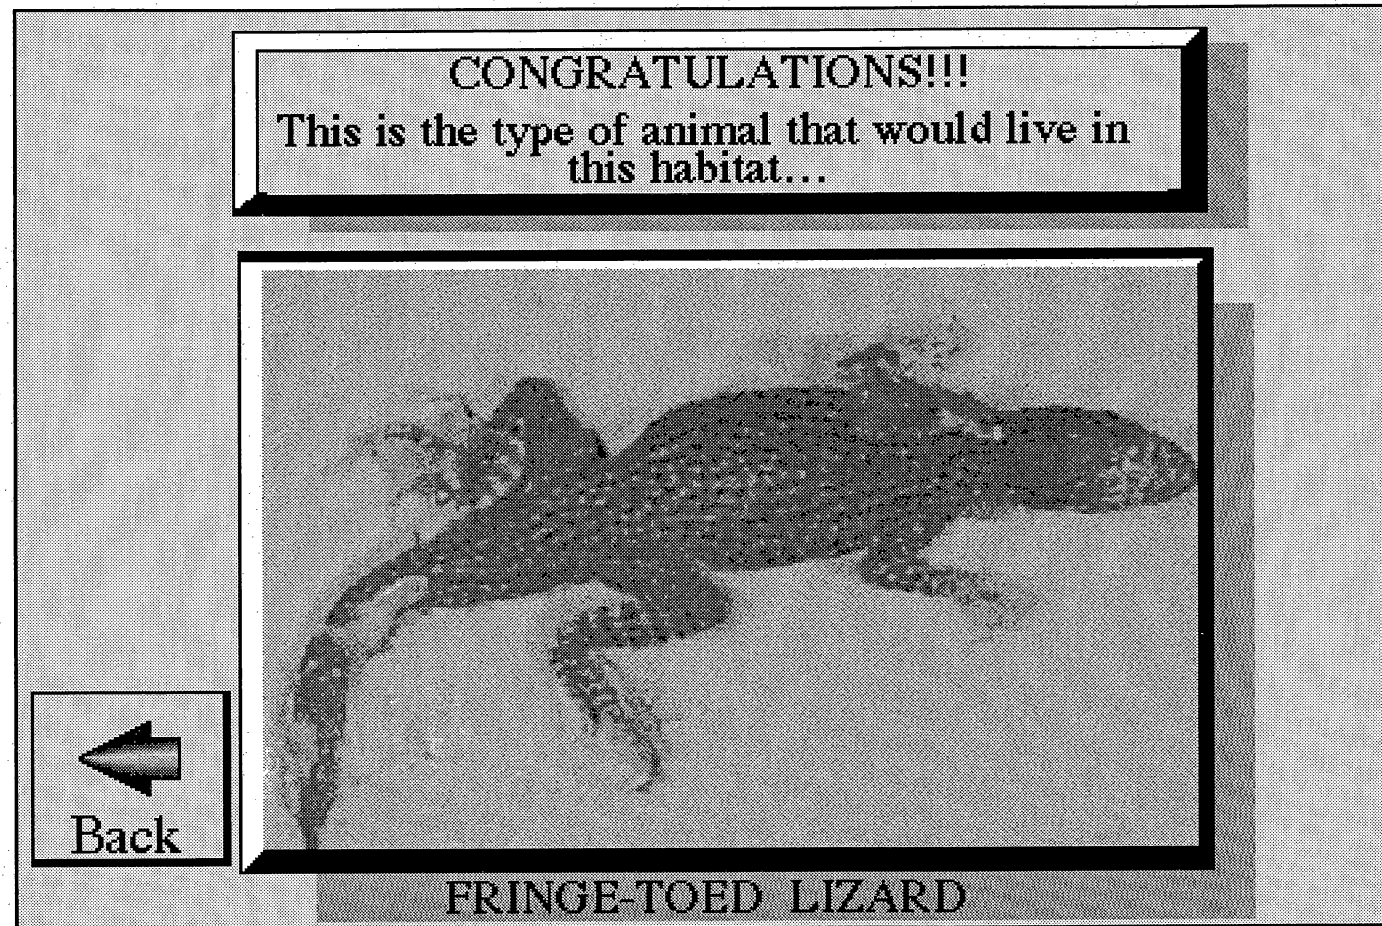 CONGRATULATIONS!!!
This is the type of animal that would live in
this habitat...
Back
FRINGE-TOED LIZARD